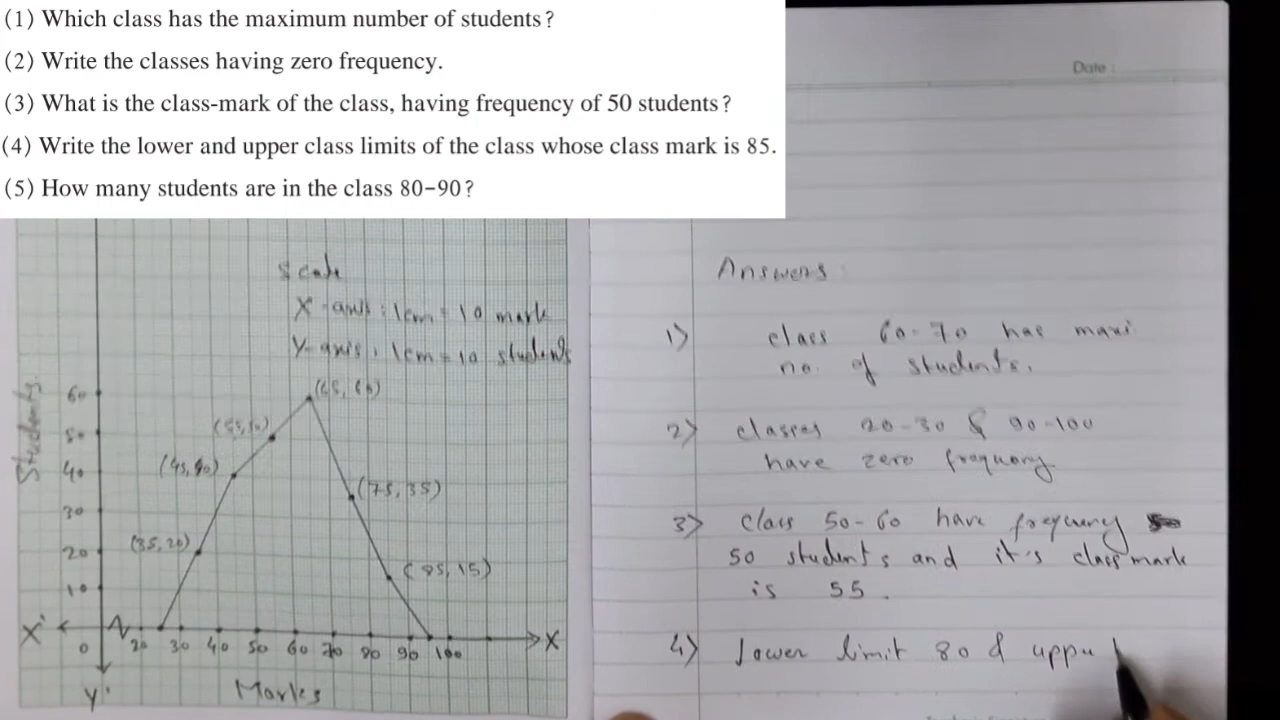 (1) Which class has the maximum number of students?
(2) Write the classes having zero frequency.
(3) What is the class-mark of the class, having frequency of 50 students?
(4) Write the lower and upper class limits of the class whose class mark is 85.
(5) How many students are in the class 80-90?
Date :
Scale
X-axis : 1cm = 10 mark
Y-axis : 1cm = 10 students
Students.
60
50
40
30
20
10
(65, 60)
(45, 40)
(75, 35)
(35, 20)
(85, 15)
X'
0
20 30 40 50 60 70 80 90 100
X
Y'
Marks
Answers :
1) class 60-70 has maxi
no. of students.
2) classes 20-30 & 90-100
have zero frequency
3) class 50-60 have frequency
50 students and it's class mark
is 55.
4) lower limit 80 &